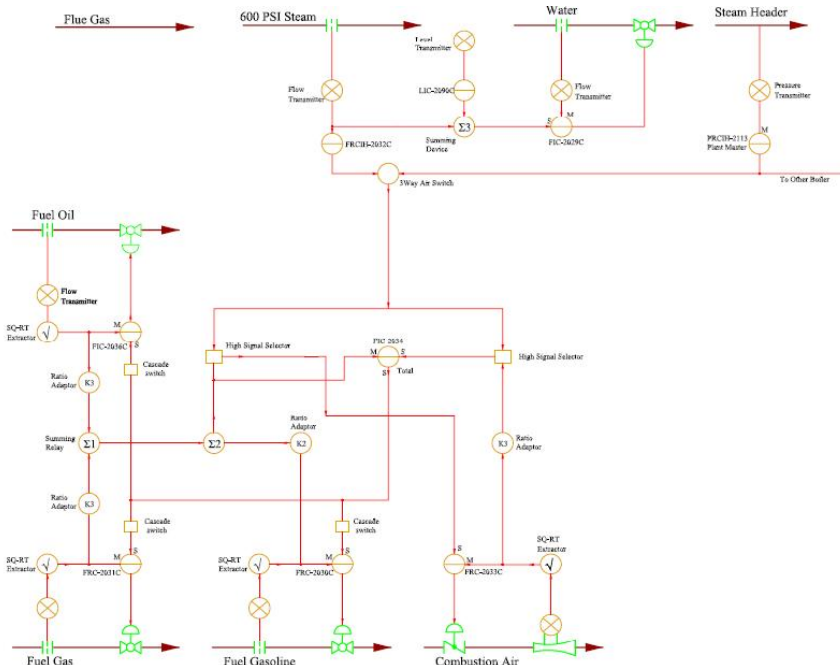 Flue Gas
600 PSI Steam
Water
Steam Header
Level
Transmitter
Flow
Transmitter
LIC-2090C
Flow
Transmitter
Pressure
Transmitter
Σ3
Summing
Device
S
M
FIC-2029C
FRCIH-2032C
M
PRCIH-2113
Plant Master
3Way Air Switch
To Other Boiler
Fuel Oil
Flow
Transmitter
SQ-RT
Extractor
√
M
S
FIC-2036C
Cascade
switch
Ratio
Adaptor
K3
High Signal Selector
FIC-2034
M
S
S
Total
High Signal Selector
Summing
Relay
Σ1
Σ2
Ratio
Adaptor
K2
K3
Ratio
Adaptor
Ratio
Adaptor
K3
Cascade
switch
Cascade
switch
SQ-RT
Extractor
√
M
S
FRC-2031C
SQ-RT
Extractor
√
M
S
FRC-2030C
S
M
FRC-2033C
SQ-RT
Extractor
√
Fuel Gas
Fuel Gasoline
Combustion Air